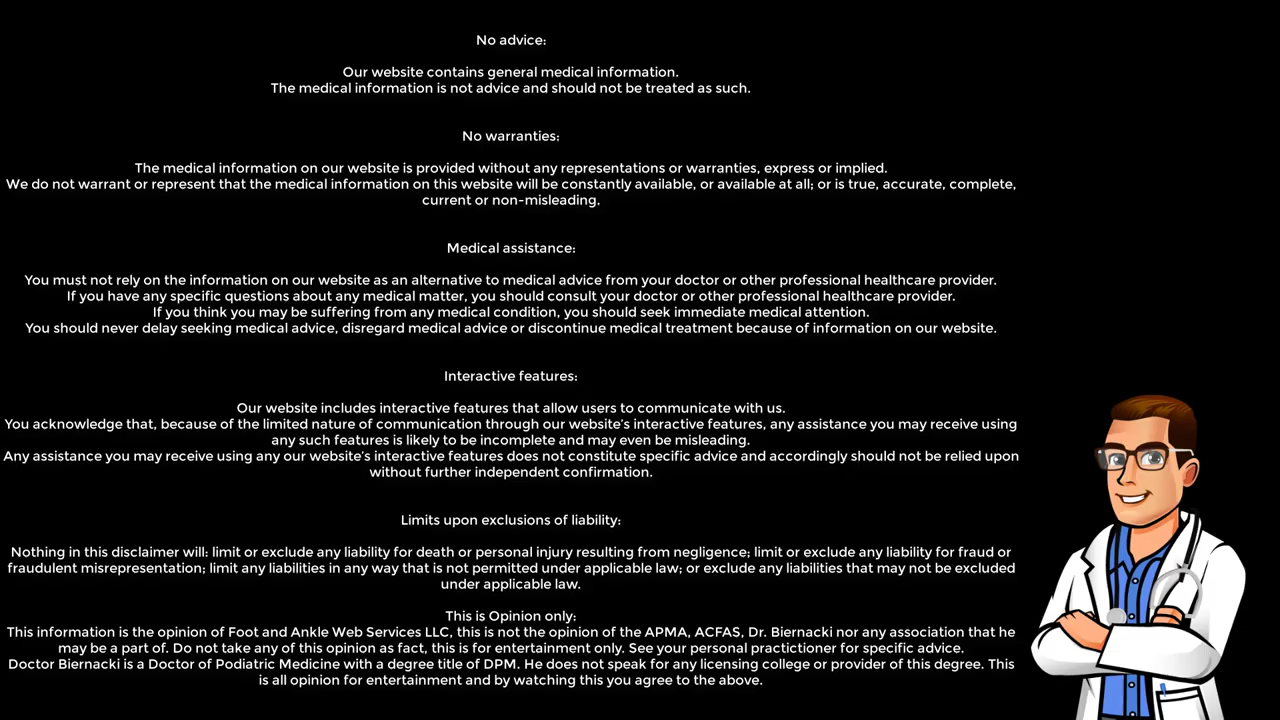 No advice:
Our website contains general medical information.
The medical information is not advice and should not be treated as such.
No warranties:
The medical information on our website is provided without any representations or warranties, express or implied.
We do not warrant or represent that the medical information on this website will be constantly available, or available at all; or is true, accurate, complete,
current or non-misleading.
Medical assistance:
You must not rely on the information on our website as an alternative to medical advice from your doctor or other professional healthcare provider.
If you have any specific questions about any medical matter, you should consult your doctor or other professional healthcare provider.
If you think you may be suffering from any medical condition, you should seek immediate medical attention.
You should never delay seeking medical advice, disregard medical advice or discontinue medical treatment because of information on our website.
Interactive features:
Our website includes interactive features that allow users to communicate with us.
You acknowledge that, because of the limited nature of communication through our website's interactive features, any assistance you may receive using
any such features is likely to be incomplete and may even be misleading.
Any assistance you may receive using any our website's interactive features does not constitute specific advice and accordingly should not be relied upon
without further independent confirmation.
Limits upon exclusions of liability:
Nothing in this disclaimer will: limit or exclude any liability for death or personal injury resulting from negligence; limit or exclude any liability for fraud or
fraudulent misrepresentation; limit any liabilities in any way that is not permitted under applicable law; or exclude any liabilities that may not be excluded
under applicable law.
This is Opinion only:
This information is the opinion of Foot and Ankle Web Services LLC, this is not the opinion of the APMA, ACFAS, Dr. Biernacki nor any association that he
may be a part of. Do not take any of this opinion as fact, this is for entertainment only. See your personal practictioner for specific advice.
Doctor Biernacki is a Doctor of Podiatric Medicine with a degree title of DPM. He does not speak for any licensing college or provider of this degree. This
is all opinion for entertainment and by watching this you agree to the above.